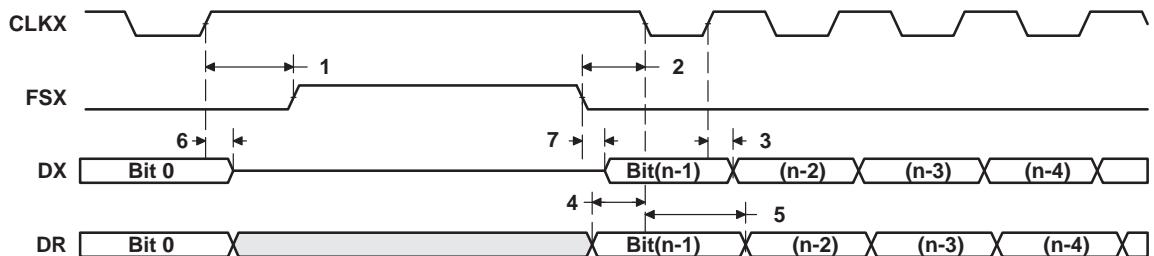 CLKX
1
2
FSX
6
7
3
DX
Bit 0
Bit(n-1)
(n-2)
(n-3)
(n-4)
4
5
DR
Bit 0
Bit(n-1)
(n-2)
(n-3)
(n-4)